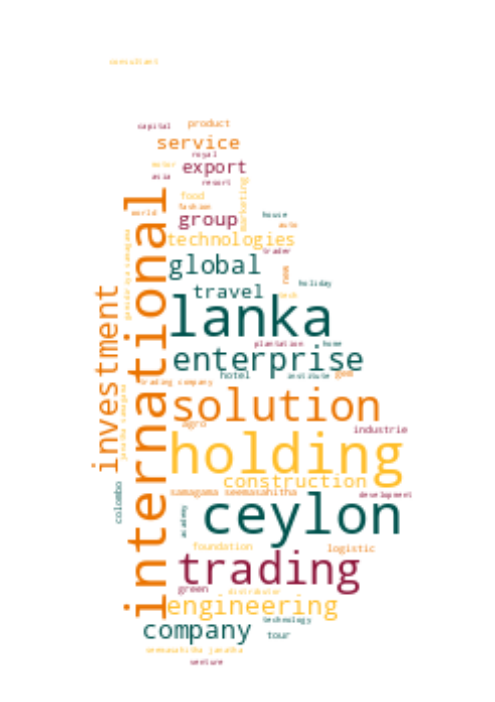 consultant
capital
product
service
royal
motor
export
asia
resort
food
marketing
fashion
world
group
house
auto
technologies
trader
international
global
new
travel
holiday
tech
investment
lanka
plantation
home
enterprise
hotel
institute
gem
trading company
solution
agro
industrie
holding
construction
samagama seemasahitha
development
colombo
ceylon
academy
foundation
logistic
trading
green
distributor
engineering
technology
company
tour
seemasahitha janatha
venture